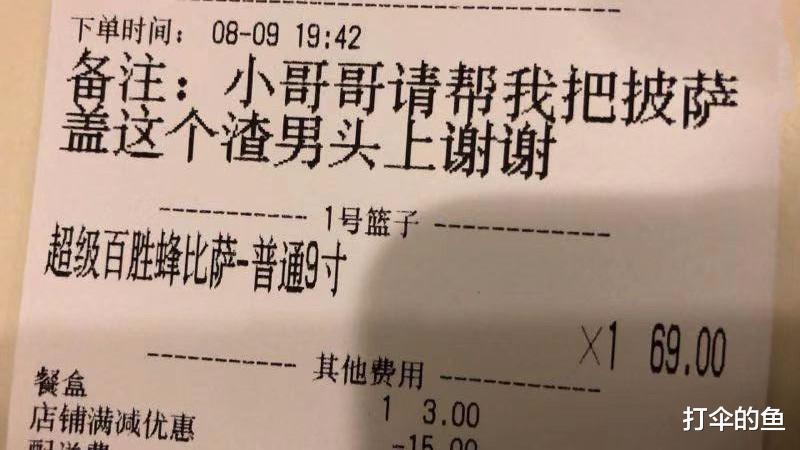 下单时间： 08-09 19:42
备注：小哥哥请帮我把披萨
盖这个渣男头上谢谢
1号篮子
超级百胜蜂比萨-普通9寸
X1 69.00
其他费用
餐盒 1 3.00
店铺满减优惠 -15.00
配送费
打伞的鱼